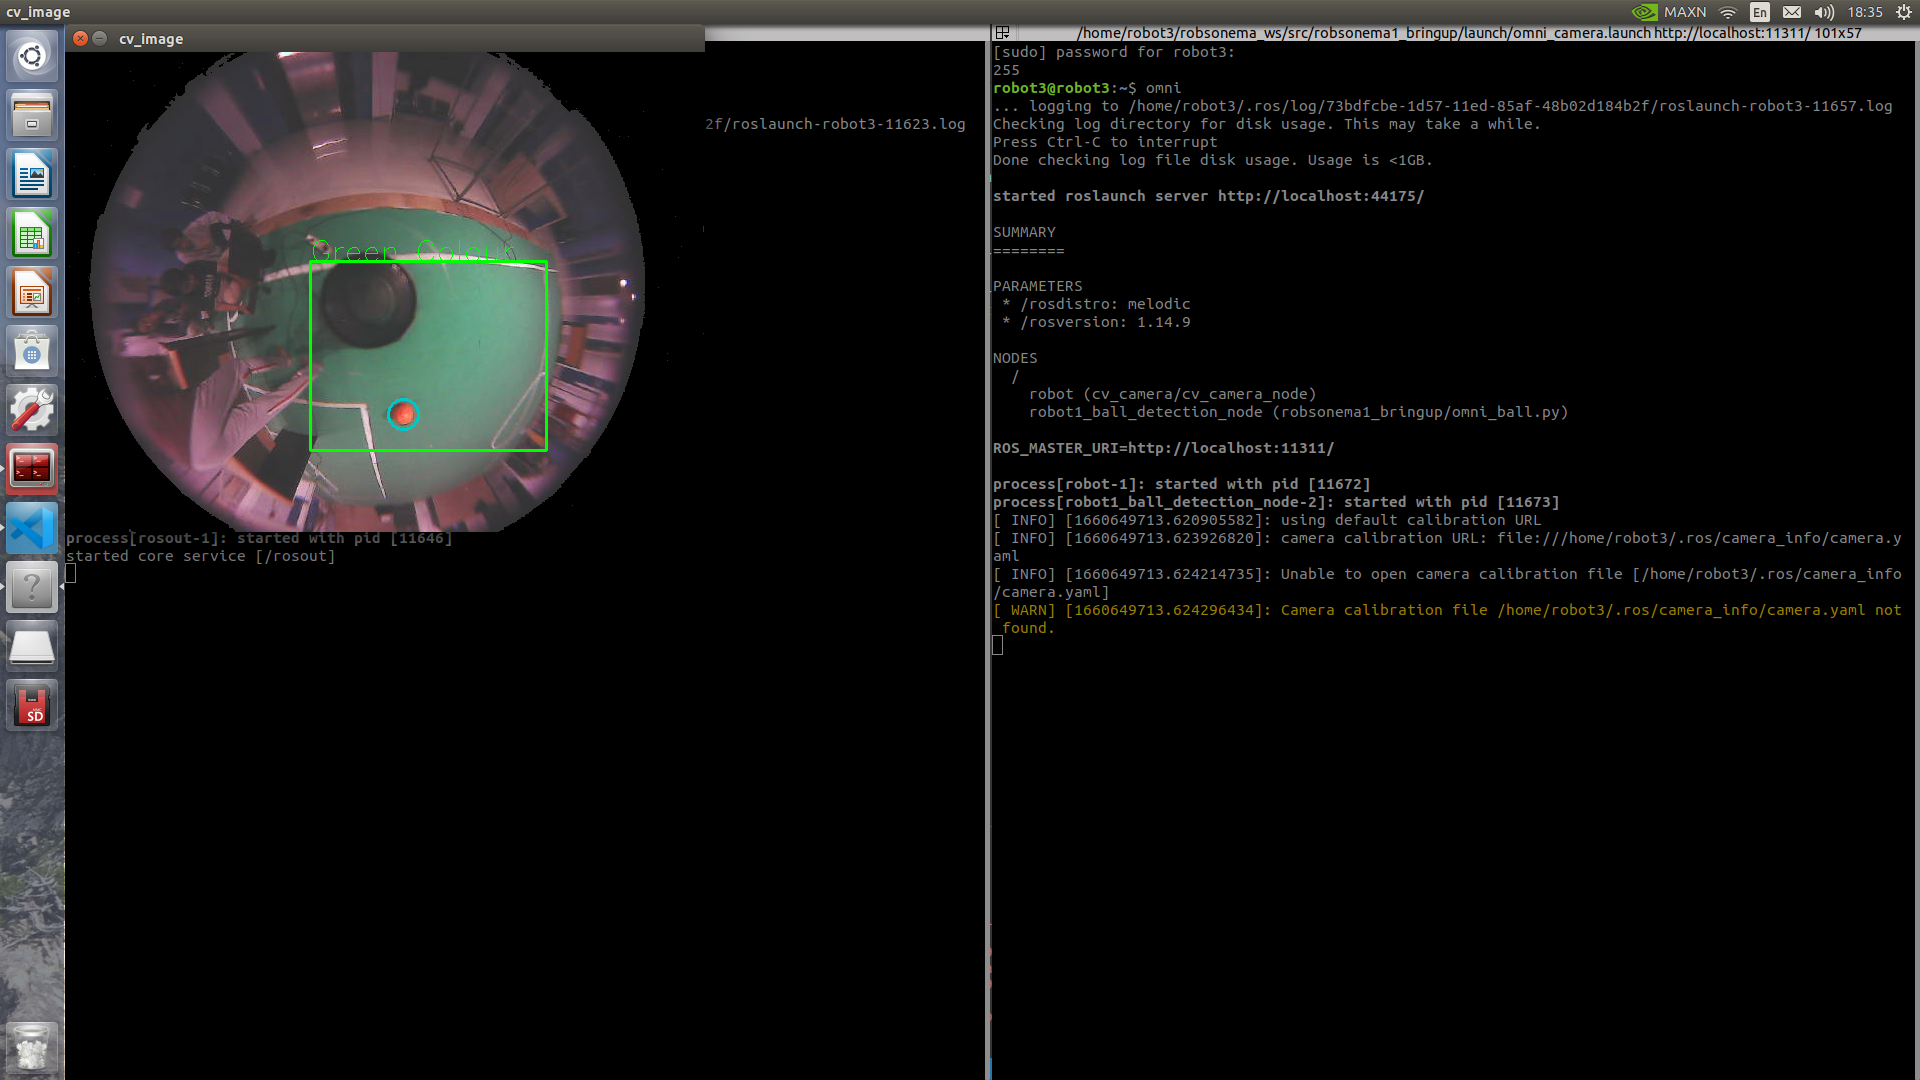 cv_image
MAXN
En
18:35
cv_image
Green Colour
2f/roslaunch-robot3-11623.log
process[rosout-1]: started with pid [11646]
started core service [/rosout]
/home/robot3/robsonema_ws/src/robsonema1_bringup/launch/omni_camera.launch http://localhost:11311/ 101x57
[sudo] password for robot3:
255
robot3@robot3:~$ omni
... logging to /home/robot3/.ros/log/73bdfcbe-1d57-11ed-85af-48b02d184b2f/roslaunch-robot3-11657.log
Checking log directory for disk usage. This may take a while.
Press Ctrl-C to interrupt
Done checking log file disk usage. Usage is <1GB.
started roslaunch server http://localhost:44175/
SUMMARY
========
PARAMETERS
* /rosdistro: melodic
* /rosversion: 1.14.9
NODES
/
robot (cv_camera/cv_camera_node)
robot1_ball_detection_node (robsonema1_bringup/omni_ball.py)
ROS_MASTER_URI=http://localhost:11311/
process[robot-1]: started with pid [11672]
process[robot1_ball_detection_node-2]: started with pid [11673]
[ INFO] [1660649713.620905582]: using default calibration URL
[ INFO] [1660649713.623926820]: camera calibration URL: file:///home/robot3/.ros/camera_info/camera.y
aml
[ INFO] [1660649713.624214735]: Unable to open camera calibration file [/home/robot3/.ros/camera_info
/camera.yaml]
[ WARN] [1660649713.624296434]: Camera calibration file /home/robot3/.ros/camera_info/camera.yaml not
found.
SD